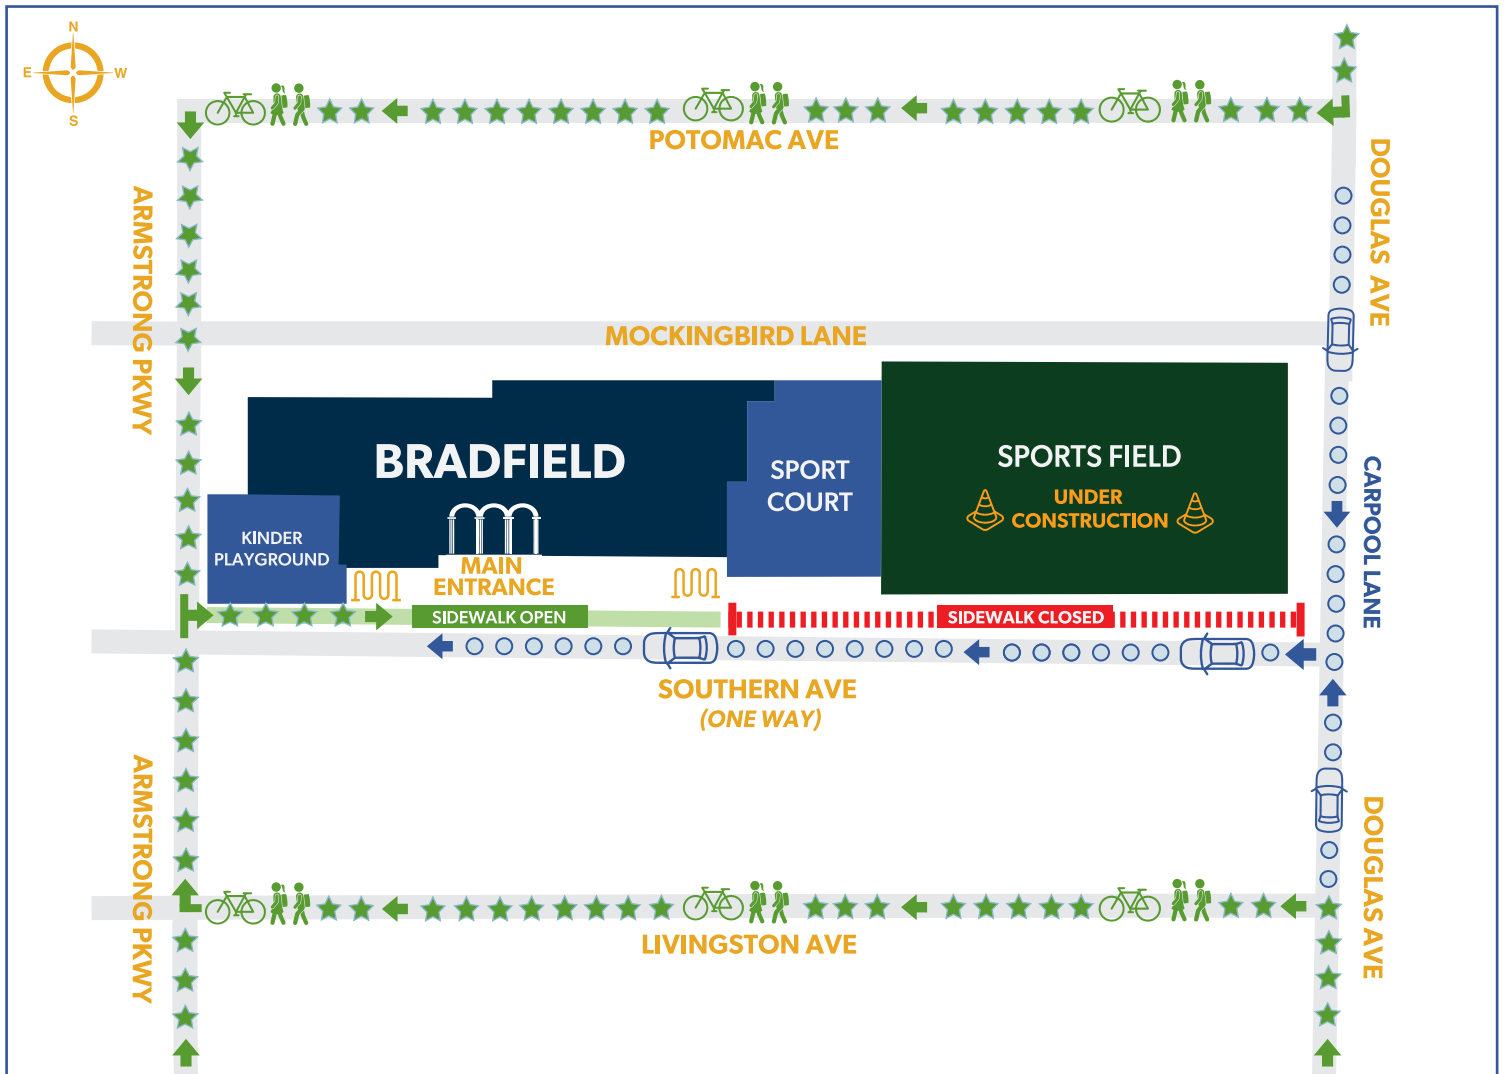 N
E W
S
POTOMAC AVE
DOUGLAS AVE
ARMSTRONG PKWY
MOCKINGBIRD LANE
BRADFIELD
SPORT
COURT
SPORTS FIELD
UNDER
CONSTRUCTION
CARPOOL LANE
KINDER
PLAYGROUND
MAIN
ENTRANCE
SIDEWALK OPEN
SIDEWALK CLOSED
SOUTHERN AVE
(ONE WAY)
ARMSTRONG PKWY
DOUGLAS AVE
LIVINGSTON AVE